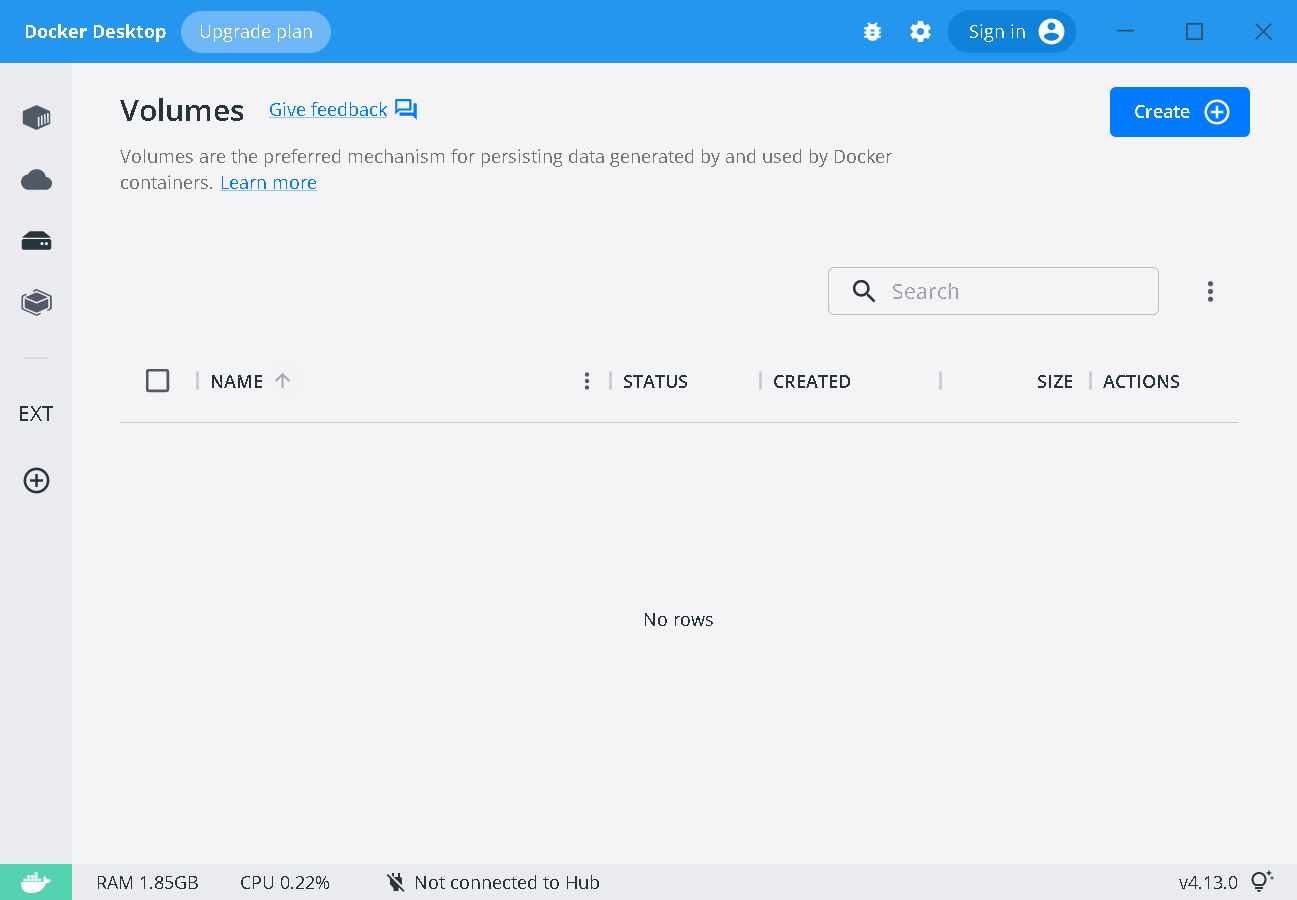 Docker Desktop Upgrade plan Sign in
Volumes Give feedback Create
Volumes are the preferred mechanism for persisting data generated by and used by Docker
containers. Learn more
Search
NAME STATUS CREATED SIZE ACTIONS
EXT
No rows
RAM 1.85GB CPU 0.22% Not connected to Hub v4.13.0